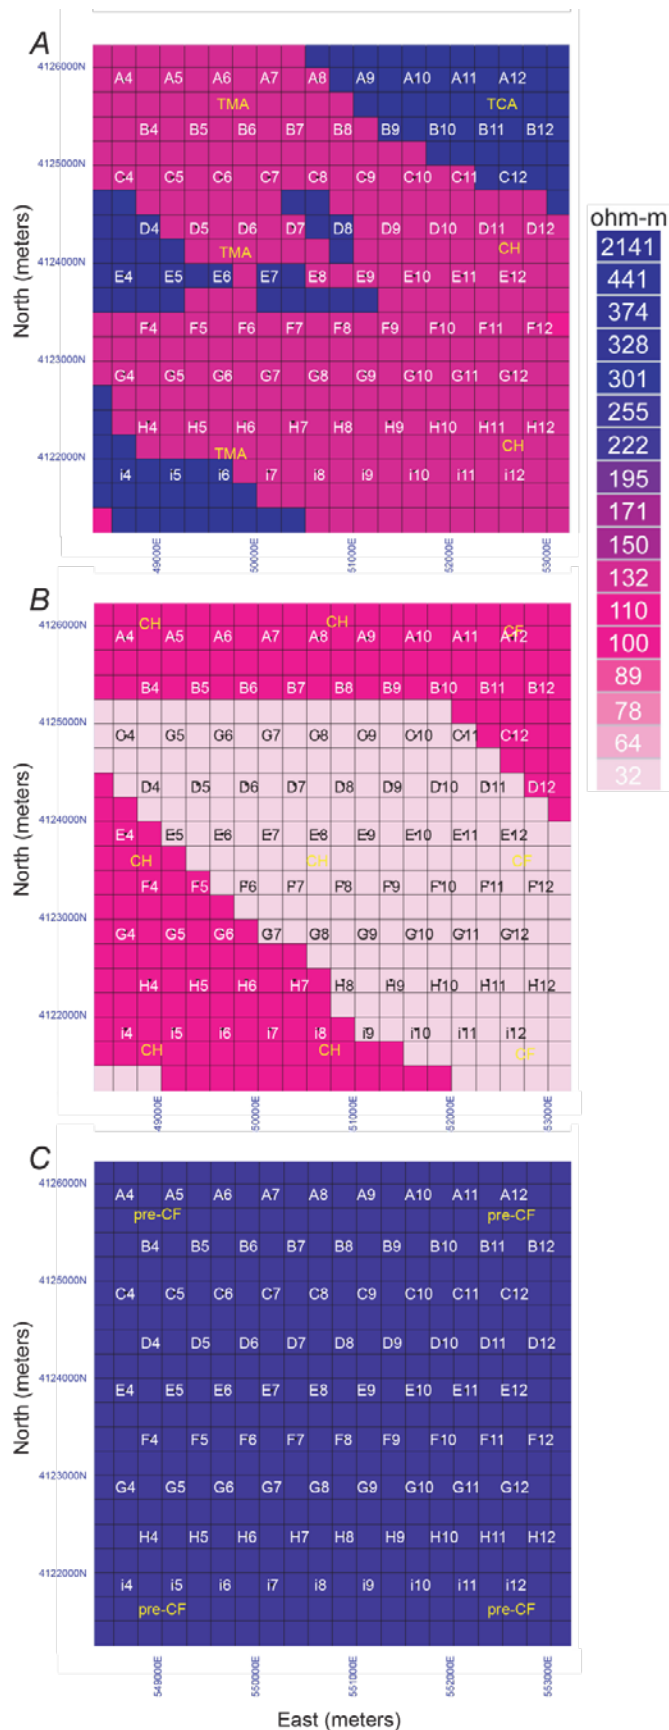 A
4126000N
A4 A5 A6 A7 A8 A9 A10 A11 A12
TMA TCA
B4 B5 B6 B7 B8 B9 B10 B11 B12
4125000N
C4 C5 C6 C7 C8 C9 C10 C11 C12
D4 D5 D6 D7 D8 D9 D10 D11 D12
TMA CH
4124000N
E4 E5 E6 E7 E8 E9 E10 E11 E12
F4 F5 F6 F7 F8 F9 F10 F11 F12
4123000N
G4 G5 G6 G7 G8 G9 G10 G11 G12
H4 H5 H6 H7 H8 H9 H10 H11 H12
TMA CH
4122000N
i4 i5 i6 i7 i8 i9 i10 i11 i12
North (meters)
549000E 550000E 551000E 552000E 553000E
ohm-m
2141
441
374
328
301
255
222
195
171
150
132
110
100
89
78
64
32
B
CH CH CF
4126000N
A4 A5 A6 A7 A8 A9 A10 A11 A12
B4 B5 B6 B7 B8 B9 B10 B11 B12
4125000N
C4 C5 C6 C7 C8 C9 C10 C11 C12
D4 D5 D6 D7 D8 D9 D10 D11 D12
4124000N
E4 E5 E6 E7 E8 E9 E10 E11 E12
CH CH CF
F4 F5 F6 F7 F8 F9 F10 F11 F12
4123000N
G4 G5 G6 G7 G8 G9 G10 G11 G12
H4 H5 H6 H7 H8 H9 H10 H11 H12
4122000N
i4 i5 i6 i7 i8 i9 i10 i11 i12
CH CH CF
North (meters)
549000E 550000E 551000E 552000E 553000E
C
4126000N
A4 A5 A6 A7 A8 A9 A10 A11 A12
pre-CF pre-CF
B4 B5 B6 B7 B8 B9 B10 B11 B12
4125000N
C4 C5 C6 C7 C8 C9 C10 C11 C12
D4 D5 D6 D7 D8 D9 D10 D11 D12
4124000N
E4 E5 E6 E7 E8 E9 E10 E11 E12
F4 F5 F6 F7 F8 F9 F10 F11 F12
4123000N
G4 G5 G6 G7 G8 G9 G10 G11 G12
H4 H5 H6 H7 H8 H9 H10 H11 H12
4122000N
i4 i5 i6 i7 i8 i9 i10 i11 i12
pre-CF pre-CF
North (meters)
549000E 550000E 551000E 552000E 553000E
East (meters)